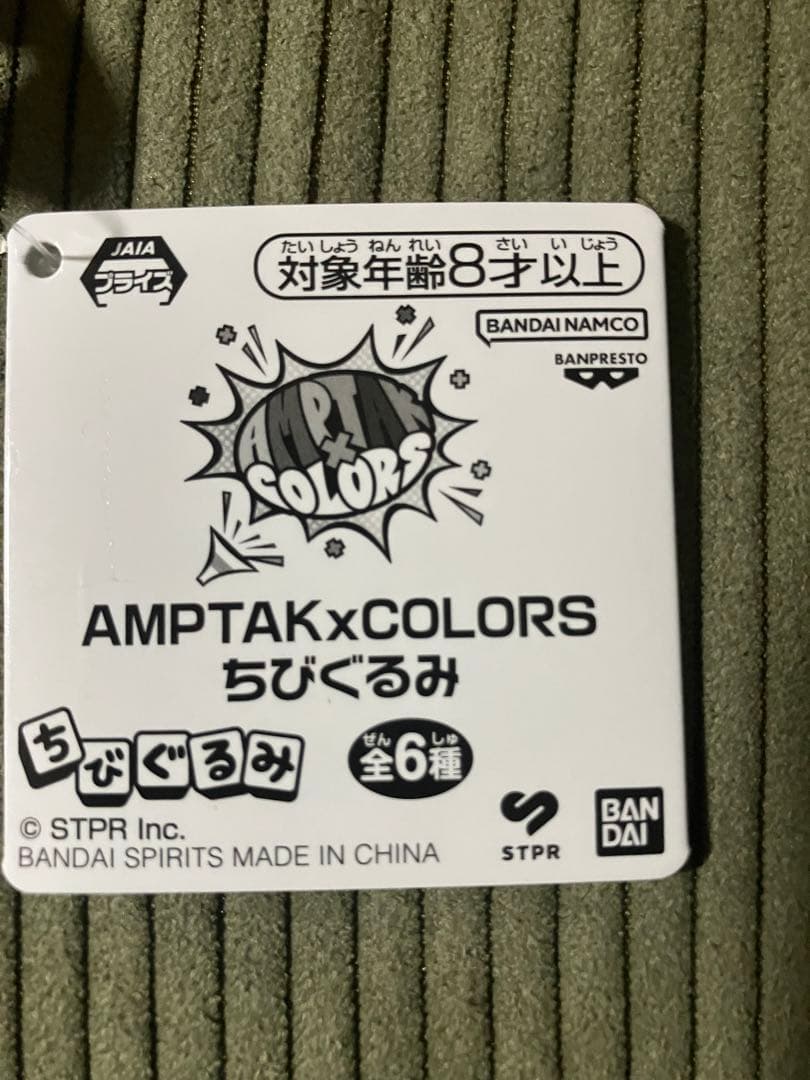 JAIA
プライズ
たいしょう ねん れい さい い じょう
対象年齢8才以上
BANDAI NAMCO
BANPRESTO
AMPTAK
×
COLORS
AMPTAKxCOLORS
ちびぐるみ
ちびぐるみ
ぜん しゅ
全6種
© STPR Inc.
BANDAI SPIRITS MADE IN CHINA
STPR
BAN
DAI